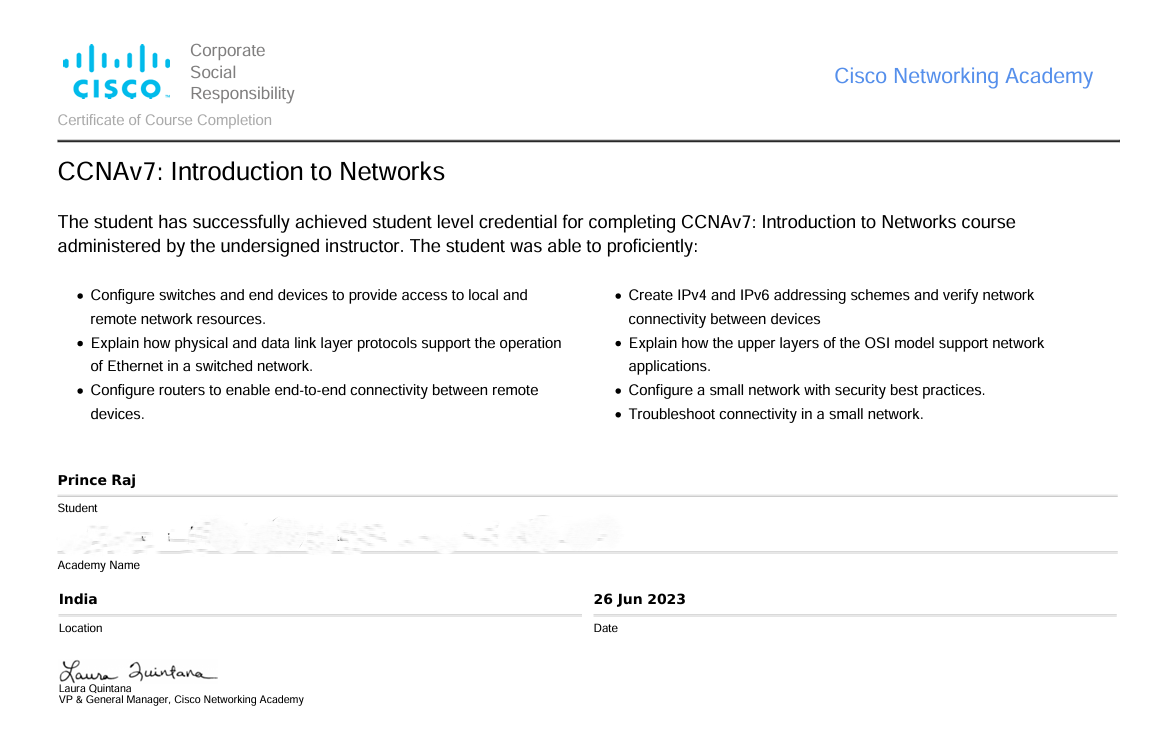 Corporate
Social
Responsibility
CISCO
Cisco Networking Academy
Certificate of Course Completion
CCNAv7: Introduction to Networks
The student has successfully achieved student level credential for completing CCNAv7: Introduction to Networks course
administered by the undersigned instructor. The student was able to proficiently:
• Configure switches and end devices to provide access to local and
remote network resources.
• Explain how physical and data link layer protocols support the operation
of Ethernet in a switched network.
• Configure routers to enable end-to-end connectivity between remote
devices.
• Create IPv4 and IPv6 addressing schemes and verify network
connectivity between devices
• Explain how the upper layers of the OSI model support network
applications.
• Configure a small network with security best practices.
• Troubleshoot connectivity in a small network.
Prince Raj
Student
Academy Name
India
Location
26 Jun 2023
Date
Laura Quintana
Laura Quintana
VP & General Manager, Cisco Networking Academy